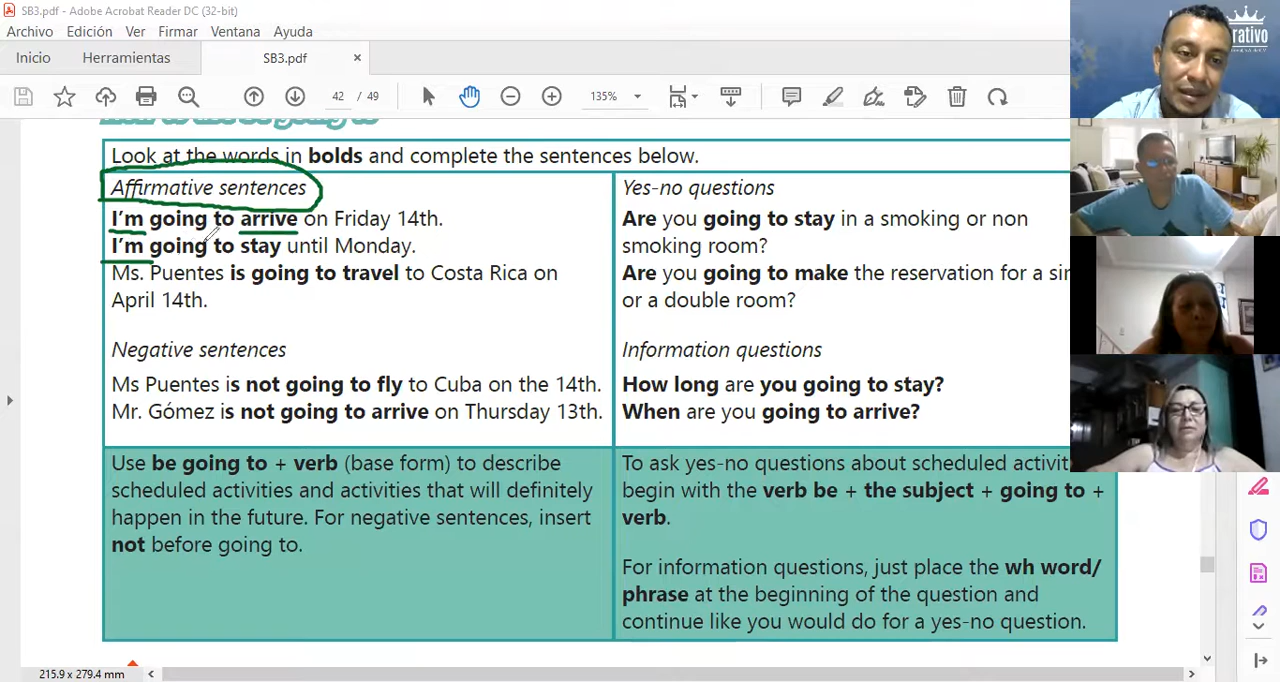 SB3.pdf - Adobe Acrobat Reader DC (32-bit)
Archivo Edición Ver Firmar Ventana Ayuda
Inicio Herramientas SB3.pdf ×
42 / 49 135%
rativo
How to use be going to
Look at the words in bolds and complete the sentences below.
Affirmative sentences
I'm going to arrive on Friday 14th.
I'm going to stay until Monday.
Ms. Puentes is going to travel to Costa Rica on
April 14th.
Negative sentences
Ms Puentes is not going to fly to Cuba on the 14th.
Mr. Gómez is not going to arrive on Thursday 13th.
Use be going to + verb (base form) to describe
scheduled activities and activities that will definitely
happen in the future. For negative sentences, insert
not before going to.
Yes-no questions
Are you going to stay in a smoking or non
smoking room?
Are you going to make the reservation for a
or a double room?
Information questions
How long are you going to stay?
When are you going to arrive?
To ask yes-no questions about scheduled
begin with the verb be + the subject + going to +
verb.
For information questions, just place the wh word/
phrase at the beginning of the question and
continue like you would do for a yes-no question.
215.9 x 279.4 mm